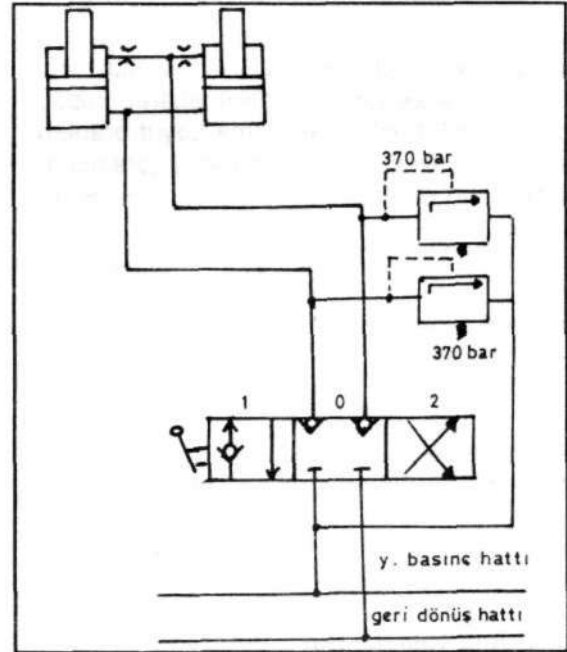 370 bar
370 bar
1 0 2
y. basınç hattı
geri dönüş hattı